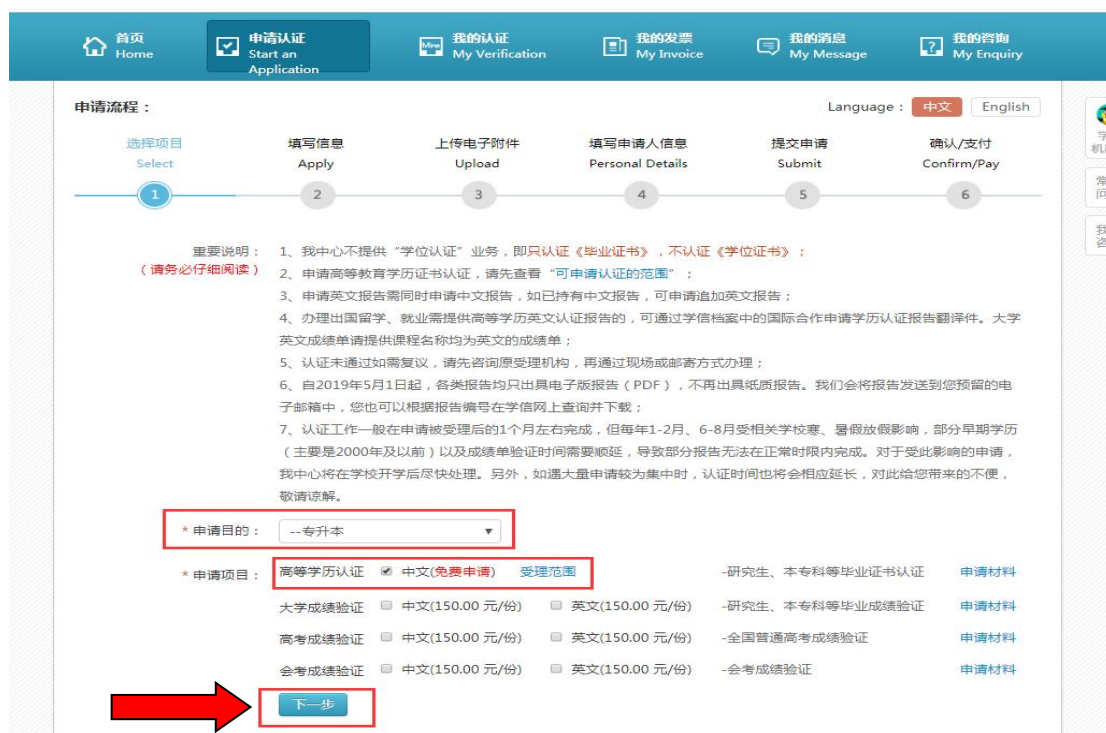 首页
Home
申请认证
Start an
Application
Mine
我的认证
My Verification
我的发票
My Invoice
我的消息
My Message
?
我的咨询
My Enquiry
申请流程：
Language： 中文 English
选择项目 填写信息 上传电子附件 填写申请人信息 提交申请 确认/支付
Select Apply Upload Personal Details Submit Confirm/Pay
1 2 3 4 5 6
重要说明：
（请务必仔细阅读）
1、我中心不提供“学位认证”业务，即只认证《毕业证书》，不认证《学位证书》；
2、申请高等教育学历证书认证，请先查看“可申请认证的范围”；
3、申请英文报告需同时申请中文报告，如已持有中文报告，可申请追加英文报告；
4、办理出国留学、就业需提供高等学历英文认证报告的，可通过学信档案中的国际合作申请学历认证报告翻译件。大学
英文成绩单请提供课程名称均为英文的成绩单；
5、认证未通过如需复议，请先咨询原受理机构，再通过现场或邮寄方式办理；
6、自2019年5月1日起，各类报告均只出具电子版报告（PDF），不再出具纸质报告。我们会将报告发送到您预留的电
子邮箱中，您也可以根据报告编号在学信网上查询并下载；
7、认证工作一般在申请被受理后的1个月左右完成，但每年1-2月、6-8月受相关学校寒、暑假放假影响，部分早期学历
（主要是2000年及以前）以及成绩单验证时间需要顺延，导致部分报告无法在正常时限内完成。对于受此影响的申请，
我中心将在学校开学后尽快处理。另外，如遇大量申请较为集中时，认证时间也将会相应延长，对此给您带来的不便，
敬请谅解。
* 申请目的： --专升本
* 申请项目： 高等学历认证 中文(免费申请) 受理范围 -研究生、本专科等毕业证书认证 申请材料
大学成绩验证 中文(150.00 元/份) 英文(150.00 元/份) -研究生、本专科等毕业成绩验证 申请材料
高考成绩验证 中文(150.00 元/份) 英文(150.00 元/份) -全国普通高考成绩验证 申请材料
会考成绩验证 中文(150.00 元/份) 英文(150.00 元/份) -会考成绩验证 申请材料
下一步